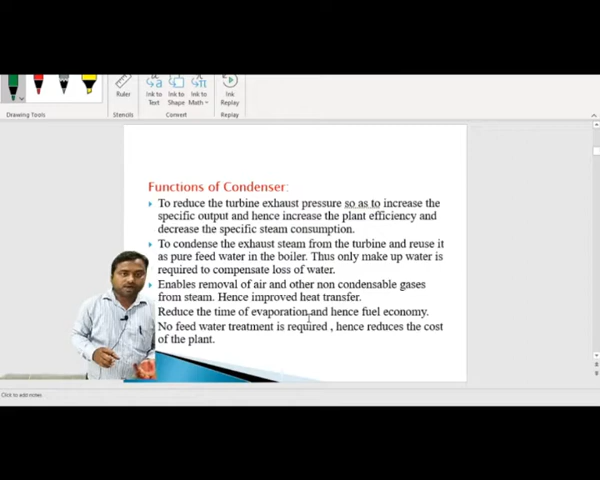 Ruler
Ink to Text
Ink to Shape
Ink to Math
Ink Replay
Drawing Tools
Stencils
Convert
Replay
Functions of Condenser:
To reduce the turbine exhaust pressure so as to increase the
specific output and hence increase the plant efficiency and
decrease the specific steam consumption.
To condense the exhaust steam from the turbine and reuse it
as pure feed water in the boiler. Thus only make up water is
required to compensate loss of water.
Enables removal of air and other non condensable gases
from steam. Hence improved heat transfer.
Reduce the time of evaporation and hence fuel economy.
No feed water treatment is required , hence reduces the cost
of the plant.
Click to add notes